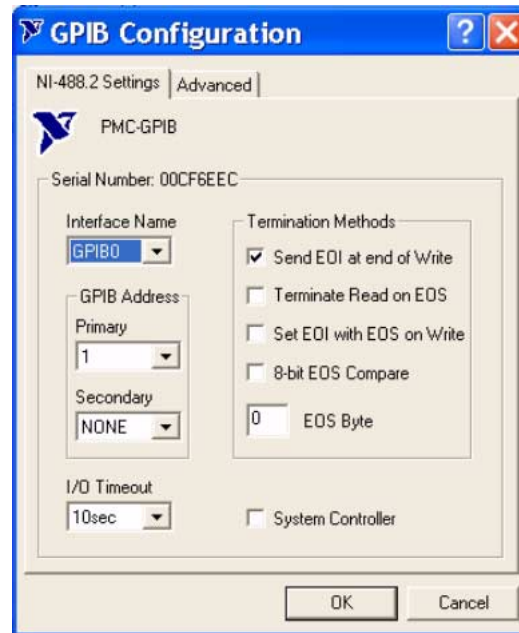 GPIB Configuration
NI-488.2 Settings
Advanced
PMC-GPIB
Serial Number: 00CF6EEC
Interface Name
GPIB0
GPIB Address
Primary
1
Secondary
NONE
I/O Timeout
10sec
Termination Methods
Send EOI at end of Write
Terminate Read on EOS
Set EOI with EOS on Write
8-bit EOS Compare
0 EOS Byte
System Controller
OK
Cancel